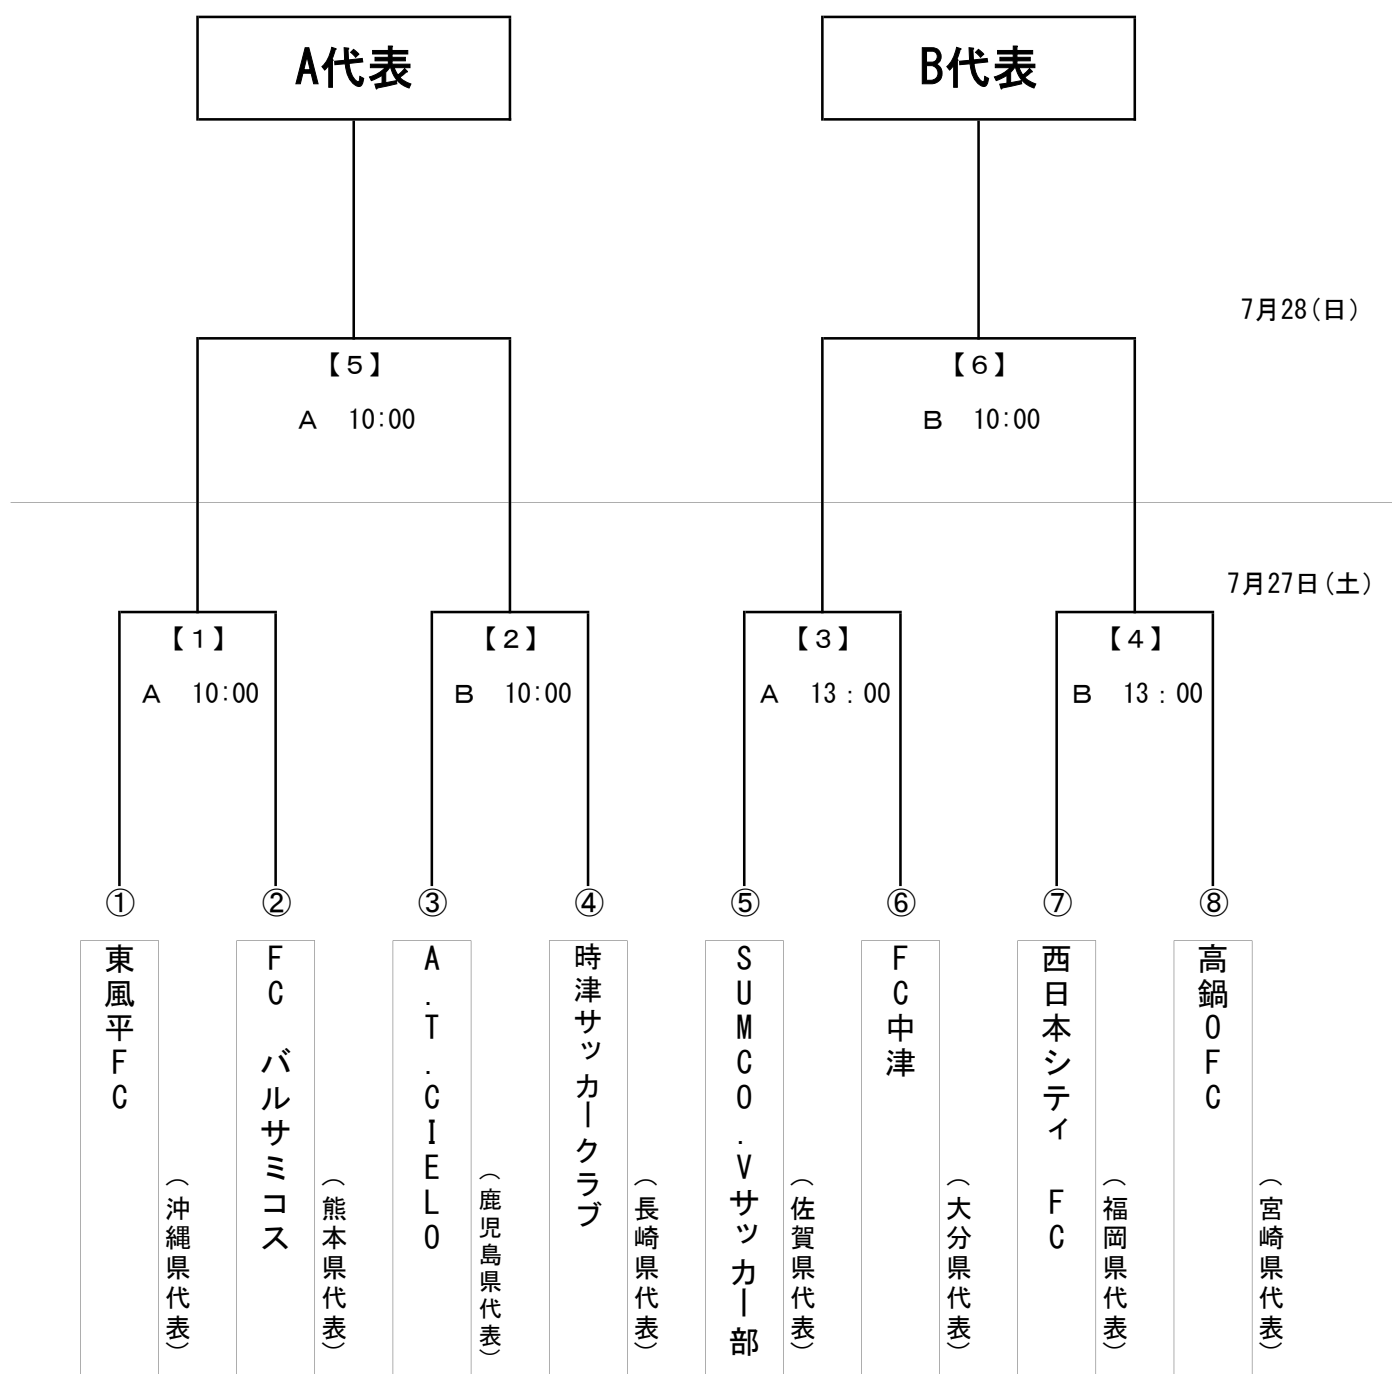 A代表
B代表
7月28(日)
【5】
【6】
A 10:00
B 10:00
7月27日(土)
【1】
【2】
【3】
【4】
A 10:00
B 10:00
A 13：00
B 13：00
①
②
③
④
⑤
⑥
⑦
⑧
東風平FC
(沖縄県代表)
FC バルサミコス
(熊本県代表)
A.T.CIELO
(鹿児島県代表)
時津サッカークラブ
(長崎県代表)
SUMCO.Vサッカー部
(佐賀県代表)
FC中津
(大分県代表)
西日本シティ FC
(福岡県代表)
高鍋OFC
(宮崎県代表)